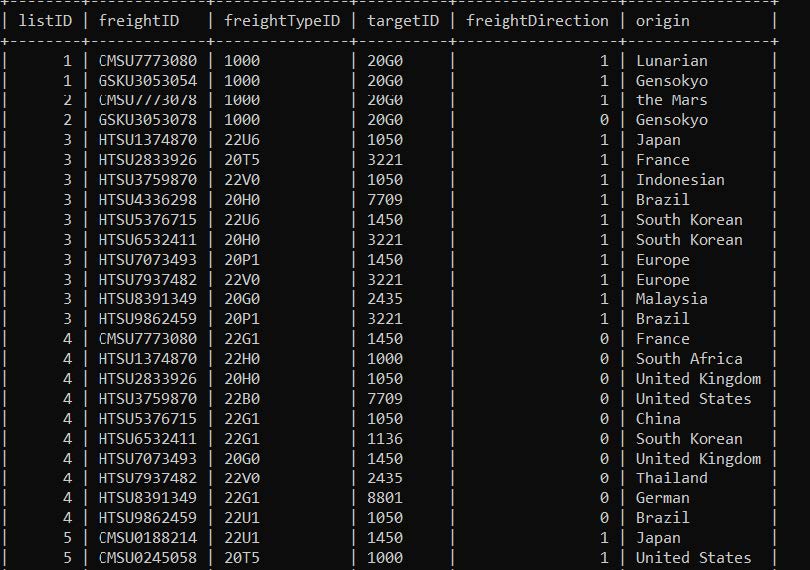 | listID | freightID | freightTypeID | targetID | freightDirection | origin |
| 1 | CMSU7773080 | 1000 | 20G0 | 1 | Lunarian |
| 1 | GSKU3053054 | 1000 | 20G0 | 1 | Gensokyo |
| 2 | CMSU7773078 | 1000 | 20G0 | 1 | the Mars |
| 2 | GSKU3053078 | 1000 | 20G0 | 0 | Gensokyo |
| 3 | HTSU1374870 | 22U6 | 1050 | 1 | Japan |
| 3 | HTSU2833926 | 20T5 | 3221 | 1 | France |
| 3 | HTSU3759870 | 22V0 | 1050 | 1 | Indonesian |
| 3 | HTSU4336298 | 20H0 | 7709 | 1 | Brazil |
| 3 | HTSU5376715 | 22U6 | 1450 | 1 | South Korean |
| 3 | HTSU6532411 | 20H0 | 3221 | 1 | South Korean |
| 3 | HTSU7073493 | 20P1 | 1450 | 1 | Europe |
| 3 | HTSU7937482 | 22V0 | 3221 | 1 | Europe |
| 3 | HTSU8391349 | 20G0 | 2435 | 1 | Malaysia |
| 3 | HTSU9862459 | 20P1 | 3221 | 1 | Brazil |
| 4 | CMSU7773080 | 22G1 | 1450 | 0 | France |
| 4 | HTSU1374870 | 22H0 | 1000 | 0 | South Africa |
| 4 | HTSU2833926 | 20H0 | 1050 | 0 | United Kingdom |
| 4 | HTSU3759870 | 22B0 | 7709 | 0 | United States |
| 4 | HTSU5376715 | 22G1 | 1050 | 0 | China |
| 4 | HTSU6532411 | 22G1 | 1136 | 0 | South Korean |
| 4 | HTSU7073493 | 20G0 | 1450 | 0 | United Kingdom |
| 4 | HTSU7937482 | 22V0 | 2435 | 0 | Thailand |
| 4 | HTSU8391349 | 22G1 | 8801 | 0 | German |
| 4 | HTSU9862459 | 22U1 | 1050 | 0 | Brazil |
| 5 | CMSU0188214 | 22U1 | 1450 | 1 | Japan |
| 5 | CMSU0245058 | 20T5 | 1000 | 1 | United States |